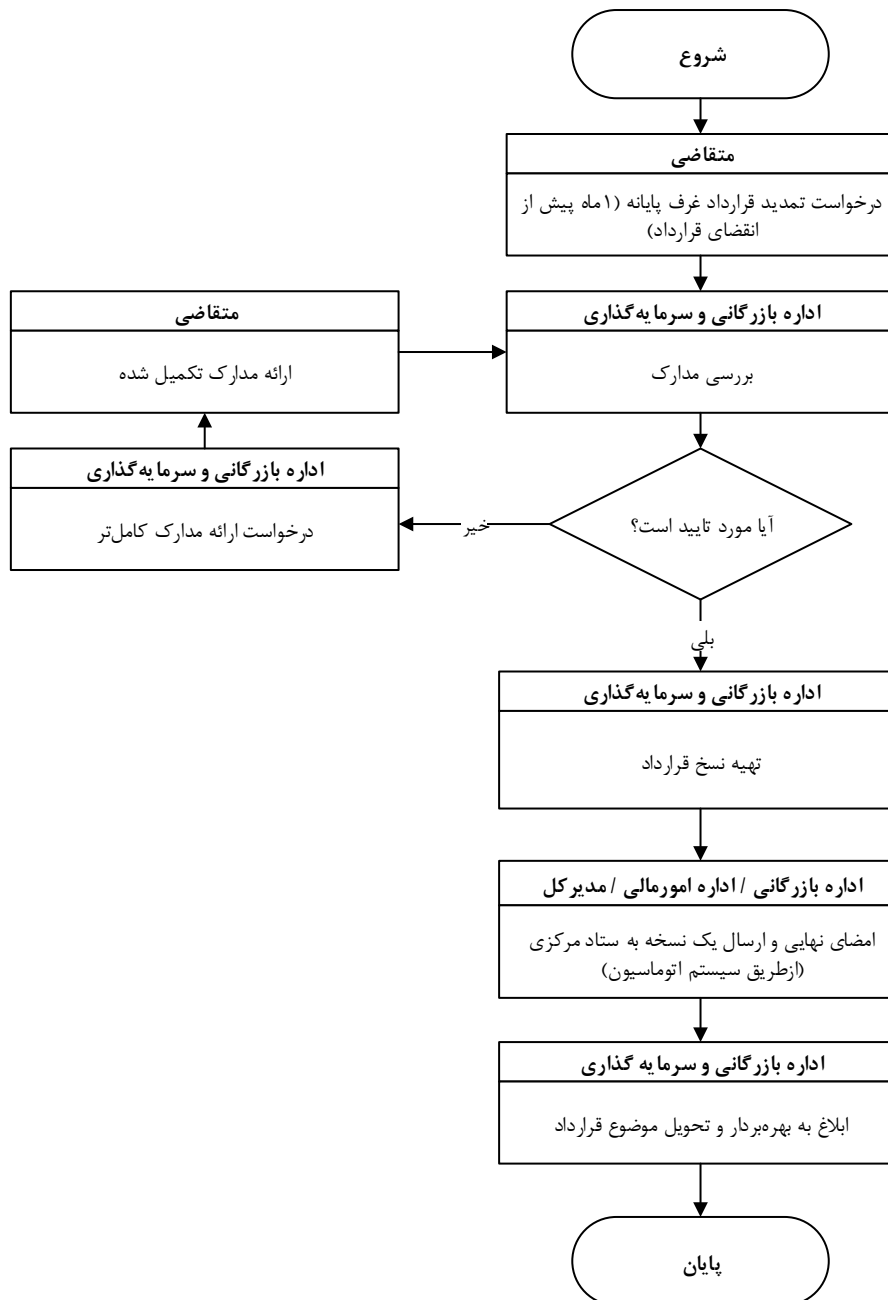 شروع
متقاضی
درخواست تمدید قرارداد غرف پایانه (۱ماه پیش از
انقضای قرارداد)
اداره بازرگانی و سرمایه‌گذاری
بررسی مدارک
متقاضی
ارائه مدارک تکمیل شده
اداره بازرگانی و سرمایه‌گذاری
درخواست ارائه مدارک کامل‌تر
آیا مورد تایید است؟
خیر
بلی
اداره بازرگانی و سرمایه‌گذاری
تهیه نسخ قرارداد
اداره بازرگانی / اداره امورمالی / مدیرکل
امضای نهایی و ارسال یک نسخه به ستاد مرکزی
(ازطریق سیستم اتوماسیون)
اداره بازرگانی و سرمایه گذاری
ابلاغ به بهره‌بردار و تحویل موضوع قرارداد
پایان